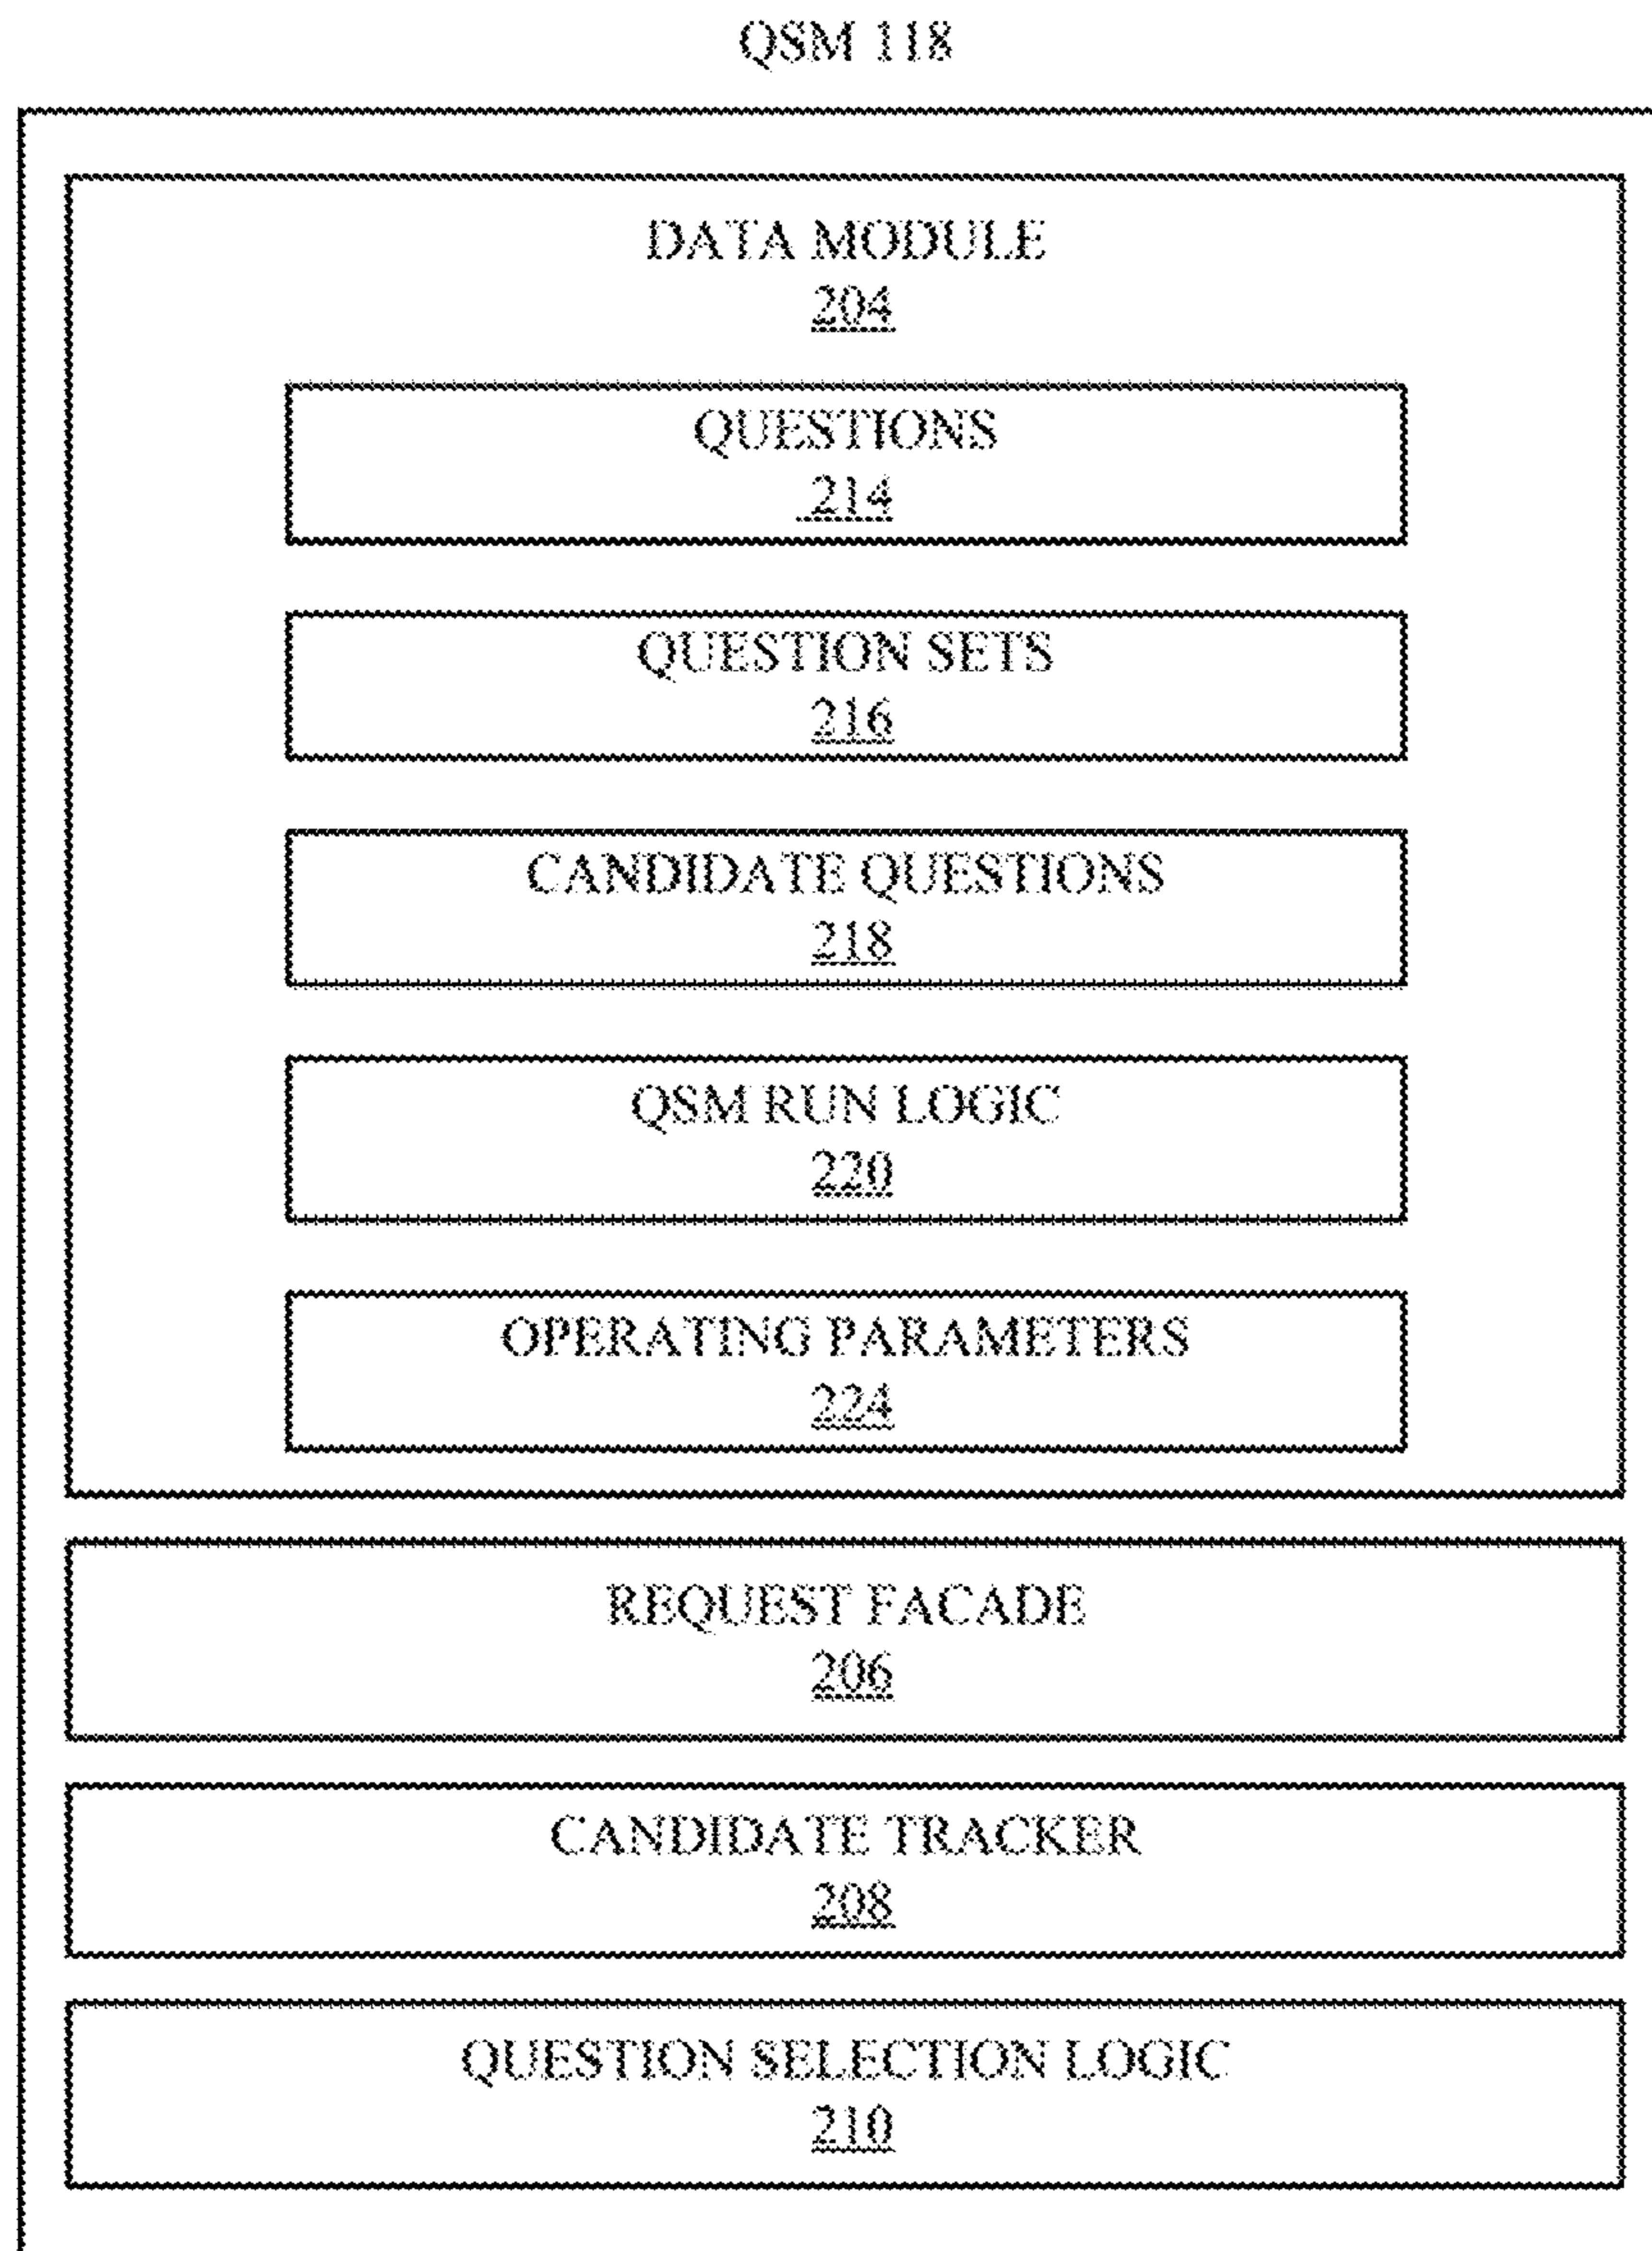 QSM 118
DATA MODULE
204
QUESTIONS
214
QUESTION SETS
216
CANDIDATE QUESTIONS
218
QSM RUN LOGIC
220
OPERATING PARAMETERS
224
REQUEST FACADE
206
CANDIDATE TRACKER
208
QUESTION SELECTION LOGIC
210